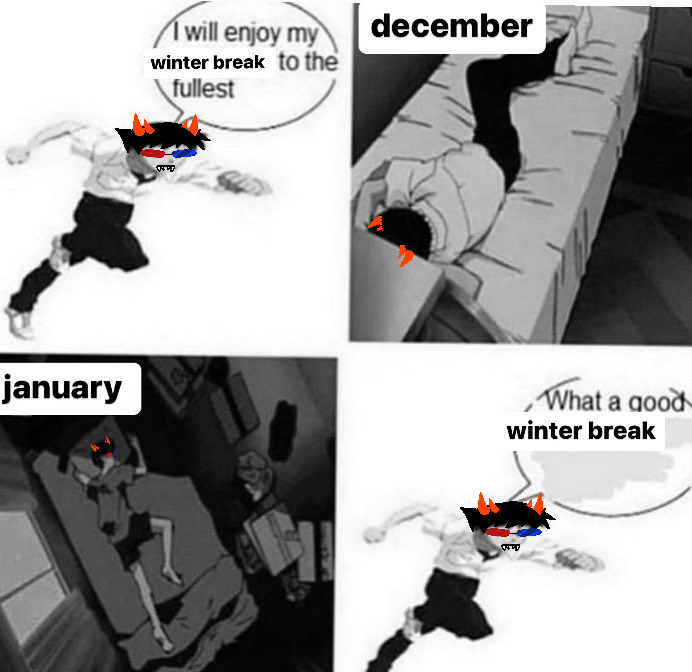 I will enjoy my
winter break to the
fullest
december
january
What a good
winter break